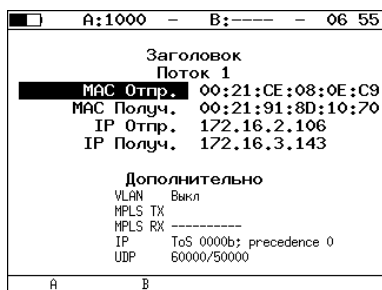 A:1000 – B:---- – 06 55
Заголовок
Поток 1
MAC Отпр. 00:21:CE:08:0E:C9
MAC Получ. 00:21:91:8D:10:70
IP Отпр. 172.16.2.106
IP Получ. 172.16.3.143
Дополнительно
VLAN Выкл
MPLS TX
MPLS RX ----------
IP ToS 0000b; precedence 0
UDP 60000/50000
A B